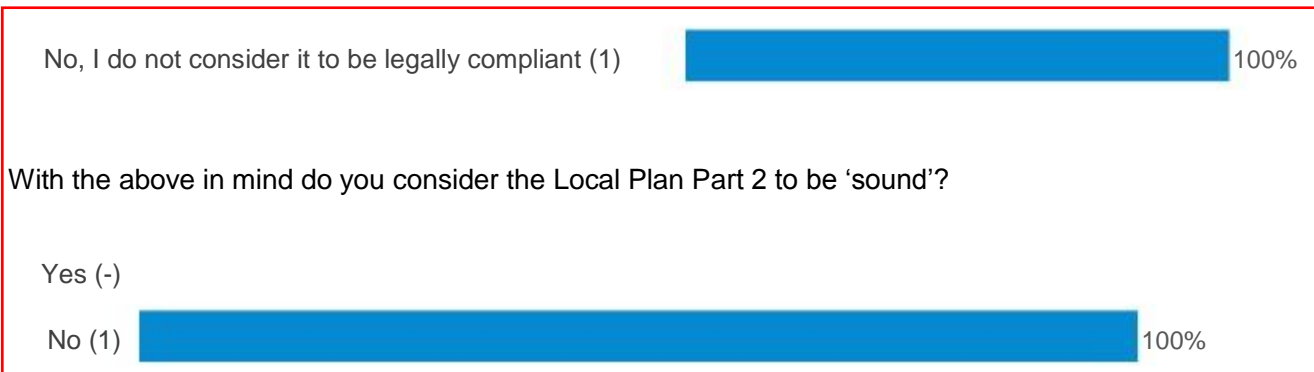 No, I do not consider it to be legally compliant (1) 100%
With the above in mind do you consider the Local Plan Part 2 to be ‘sound’?
Yes (-)
No (1) 100%